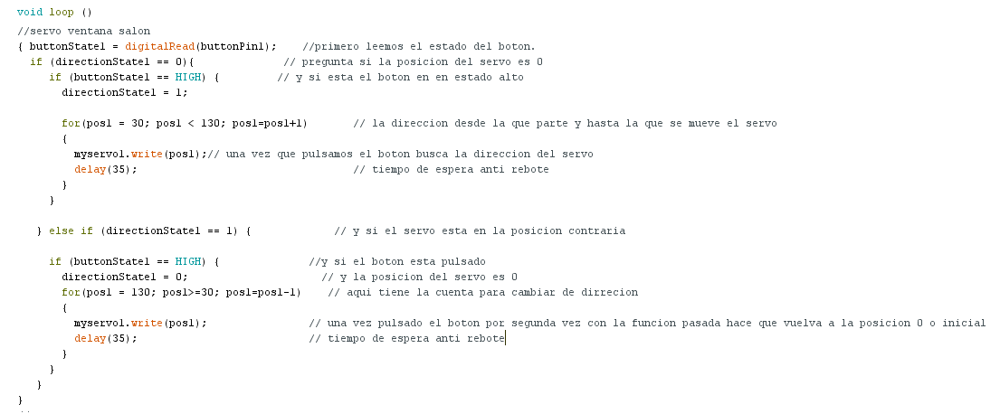 void loop ()
//servo ventana salon
{ buttonState1 = digitalRead(buttonPin1); //primero leemos el estado del boton.
if (directionState1 == 0){ // pregunta si la posicion del servo es 0
if (buttonState1 == HIGH) { // y si esta el boton en en estado alto
directionState1 = 1;
for(pos1 = 30; pos1 < 130; pos1=pos1+1) // la direccion desde la que parte y hasta la que se mueve el servo
{
myservo1.write(pos1);// una vez que pulsamos el boton busca la direccion del servo
delay(35); // tiempo de espera anti rebote
}
}
} else if (directionState1 == 1) { // y si el servo esta en la posicion contraria
if (buttonState1 == HIGH) { //y si el boton esta pulsado
directionState1 = 0; // y la posicion del servo es 0
for(pos1 = 130; pos1>=30; pos1=pos1-1) // aqui tiene la cuenta para cambiar de dirrecion
{
myservo1.write(pos1); // una vez pulsado el boton por segunda vez con la funcion pasada hace que vuelva a la posicion 0 o inicial
delay(35); // tiempo de espera anti rebote
}
}
}
}